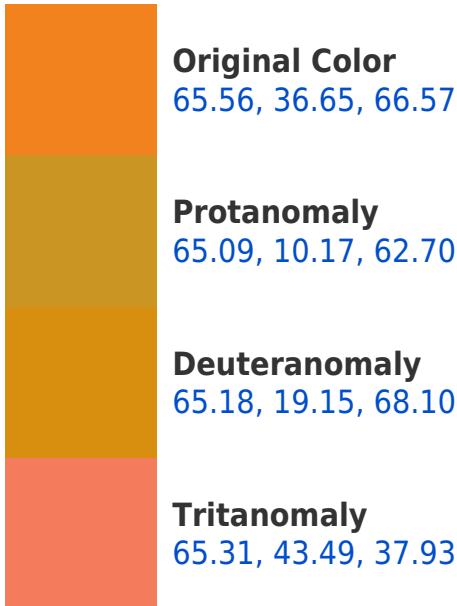 Original Color
65.56, 36.65, 66.57
Protanomaly
65.09, 10.17, 62.70
Deuteranomaly
65.18, 19.15, 68.10
Tritanomaly
65.31, 43.49, 37.93